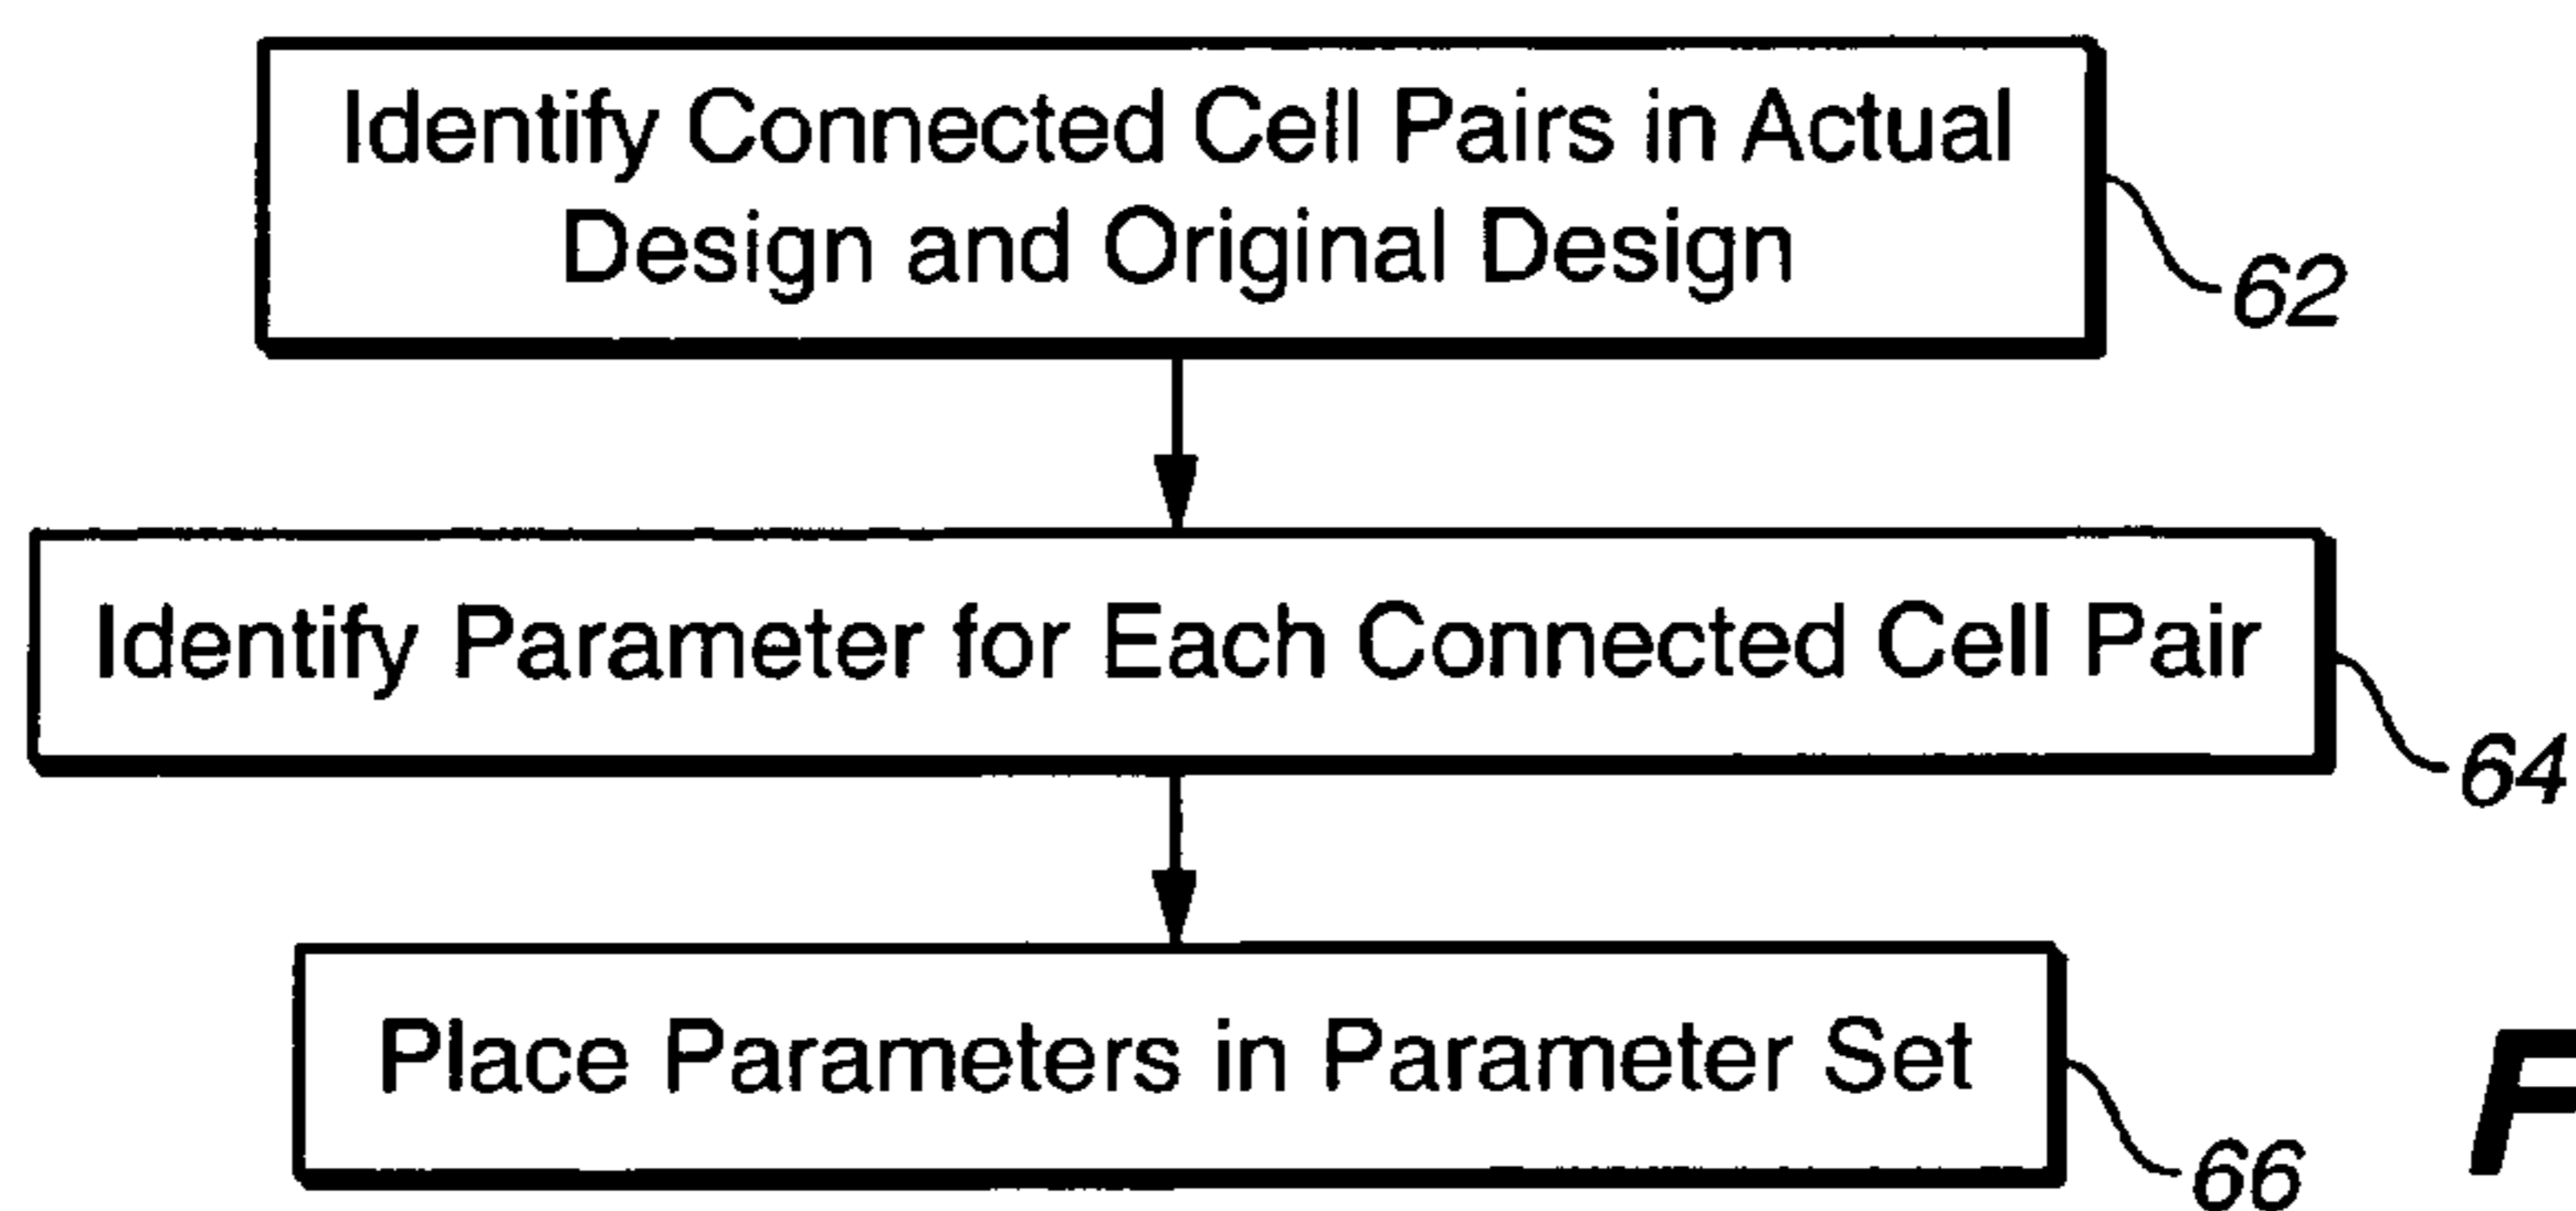 Identify Connected Cell Pairs in Actual
Design and Original Design
62
Identify Parameter for Each Connected Cell Pair
64
Place Parameters in Parameter Set
66